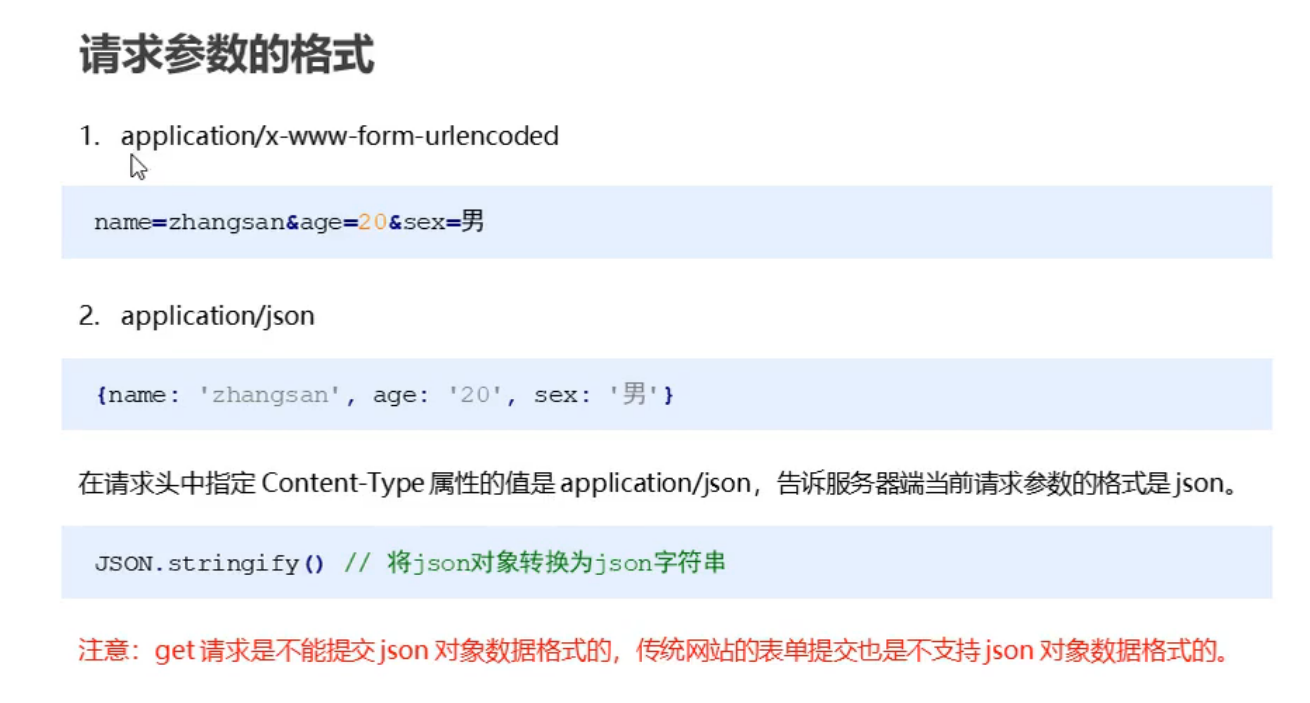 请求参数的格式
1. application/x-www-form-urlencoded
name=zhangsan&age=20&sex=男
2. application/json
{name: 'zhangsan', age: '20', sex: '男'}
在请求头中指定 Content-Type 属性的值是 application/json，告诉服务器端当前请求参数的格式是 json。
JSON.stringify() // 将json对象转换为json字符串
注意：get 请求是不能提交 json 对象数据格式的，传统网站的表单提交也是不支持 json 对象数据格式的。